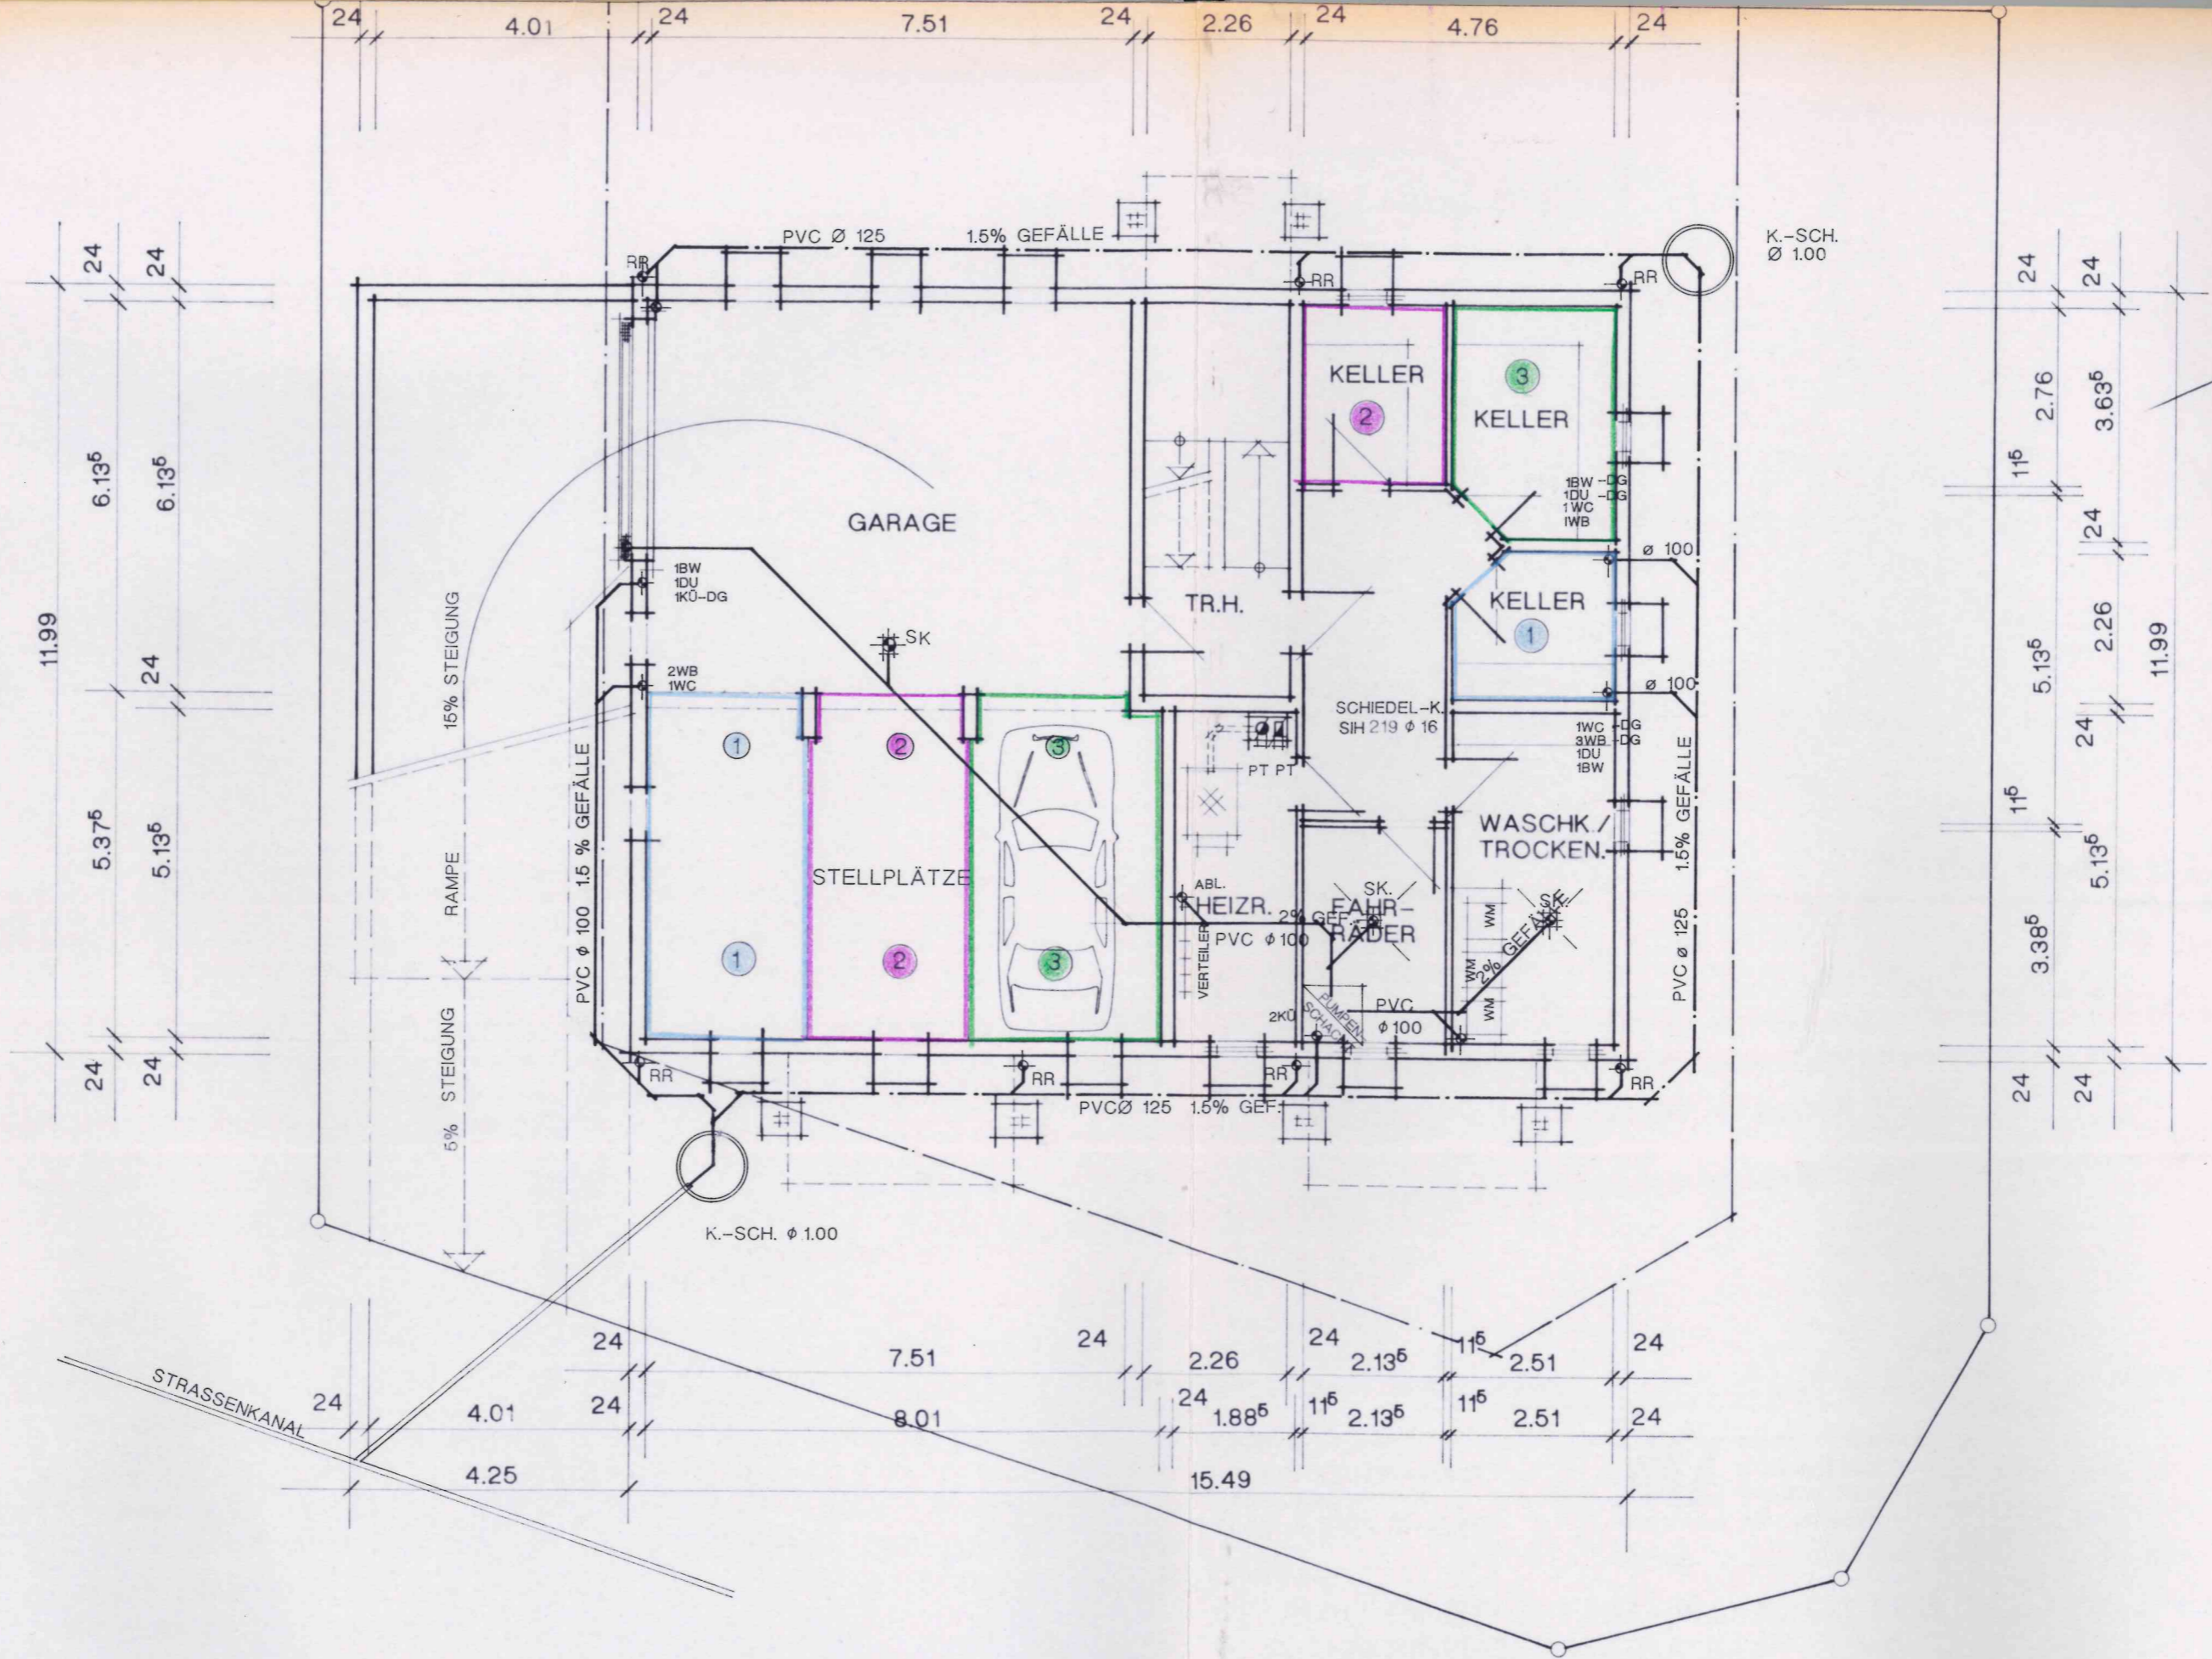 24
4.01
24
7.51
24
2.26
24
4.76
24
PVC Ø 125
1.5% GEFÄLLE
K.-SCH.
Ø 1.00
RR
RR
RR
24
24
6.13⁵
6.13⁵
11.99
24
5.37⁵
5.13⁵
24
24
24
24
2.76
3.63⁵
11⁵
24
2.26
5.13⁵
11.99
24
11⁵
5.13⁵
3.38⁵
24
24
KELLER
2
3
KELLER
1BW -DG
1DU -DG
1WC
1WB
GARAGE
Ø 100
1BW
1DU
1KÜ-DG
TR.H.
KELLER
1
SK
15% STEIGUNG
2WB
1WC
Ø 100
SCHIEDEL-K.
SIH 219 Ø 16
1WC -DG
3WB -DG
1DU
1BW
1
2
3
PT PT
WASCHK./
TROCKEN.
PVC Ø 100 1.5 % GEFÄLLE
RAMPE
STELLPLÄTZE
ABL.
HEIZR.
2% GEF.
PVC Ø 100
SK.
FAHR-
RÄDER
SK.
2% GEFÄLLE
WM
WM
WM
1
2
3
VERTEILER
PVC Ø 125 1.5% GEFÄLLE
2KÜ
PUMPEN-
SCHACHT
PVC
Ø 100
5% STEIGUNG
RR
RR
RR
RR
PVCØ 125 1.5% GEF.
K.-SCH. Ø 1.00
24
7.51
24
2.26
24
2.13⁵
11⁵
2.51
24
STRASSENKANAL
24
4.01
24
8.01
24
1.88⁵
11⁵
2.13⁵
11⁵
2.51
24
4.25
15.49